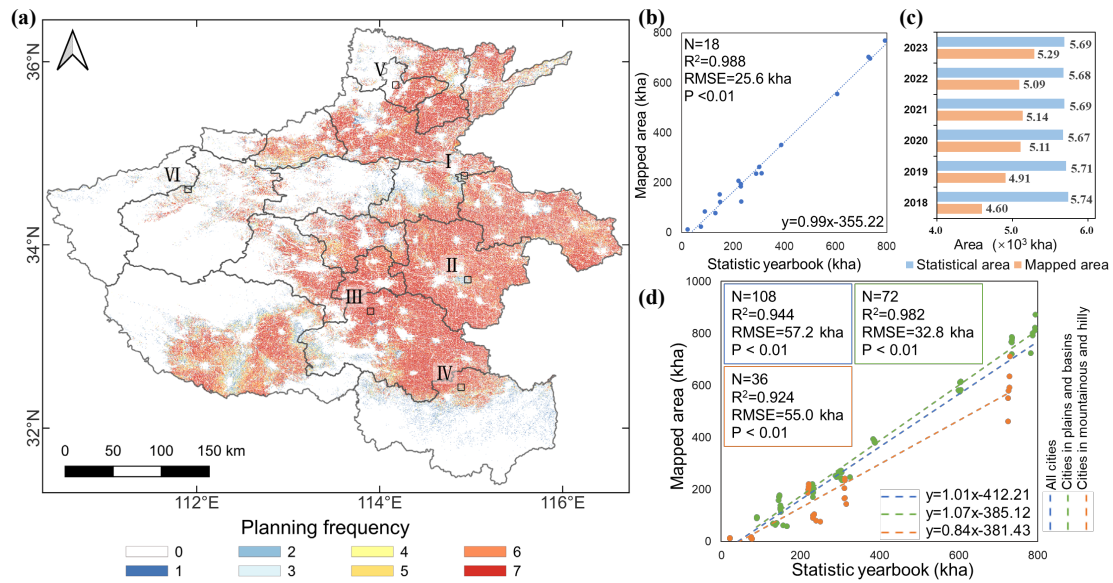 (a)
36°N
34°N
32°N
V
I
VI
II
III
IV
0 50 100 150 km
112°E 114°E 116°E
Planning frequency
0 2 4 6
1 3 5 7
(b)
Mapped area (kha)
800
600
400
200
0
N=18
R²=0.988
RMSE=25.6 kha
P <0.01
y=0.99x-355.22
0 200 400 600 800
Statistic yearbook (kha)
(c)
2023 5.69
5.29
2022 5.68
5.09
2021 5.69
5.14
2020 5.67
5.11
2019 5.71
4.91
2018 5.74
4.60
4.0 5.0 6.0
Area (×10³ kha)
Statistical area Mapped area
(d)
Mapped area (kha)
1000
800
600
400
200
0
N=108
R²=0.944
RMSE=57.2 kha
P < 0.01
N=72
R²=0.982
RMSE=32.8 kha
P < 0.01
N=36
R²=0.924
RMSE=55.0 kha
P < 0.01
y=1.01x-412.21
y=1.07x-385.12
y=0.84x-381.43
0 200 400 600 800
Statistic yearbook (kha)
All cities
Cities in plains and basins
Cities in mountainous and hilly